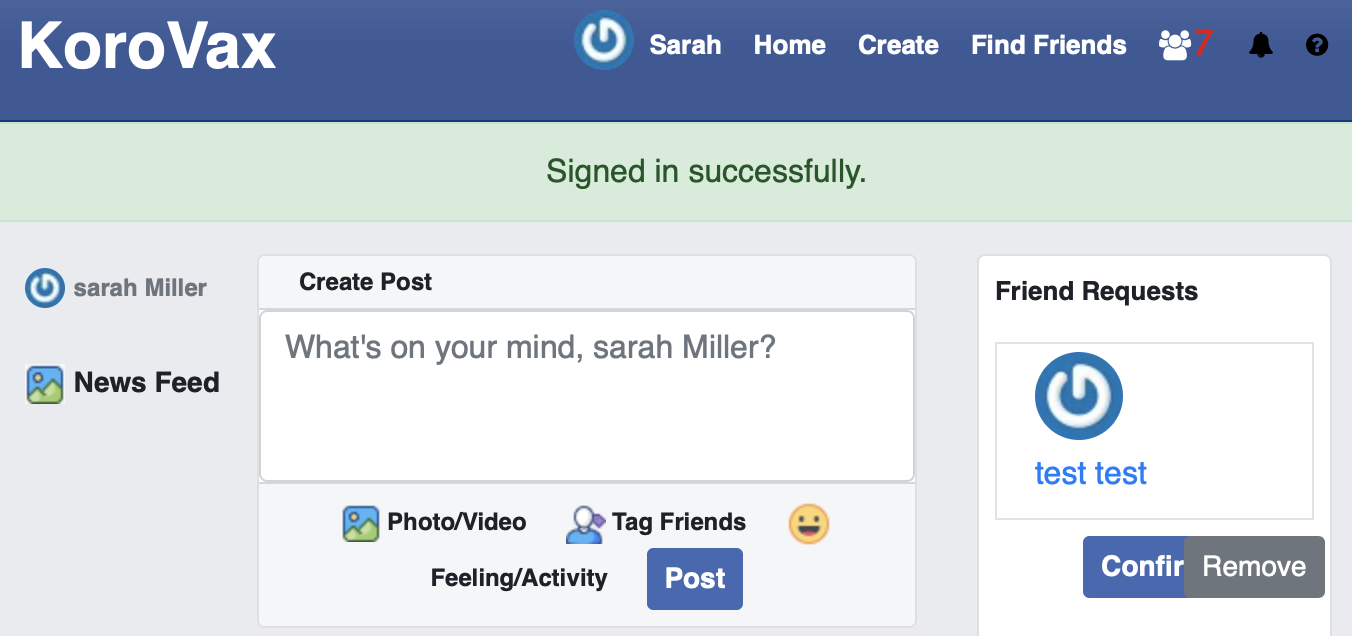 KoroVax
Sarah Home Create Find Friends 7
Signed in successfully.
sarah Miller
News Feed
Create Post
What's on your mind, sarah Miller?
Photo/Video Tag Friends
Feeling/Activity Post
Friend Requests
test test
Confir Remove